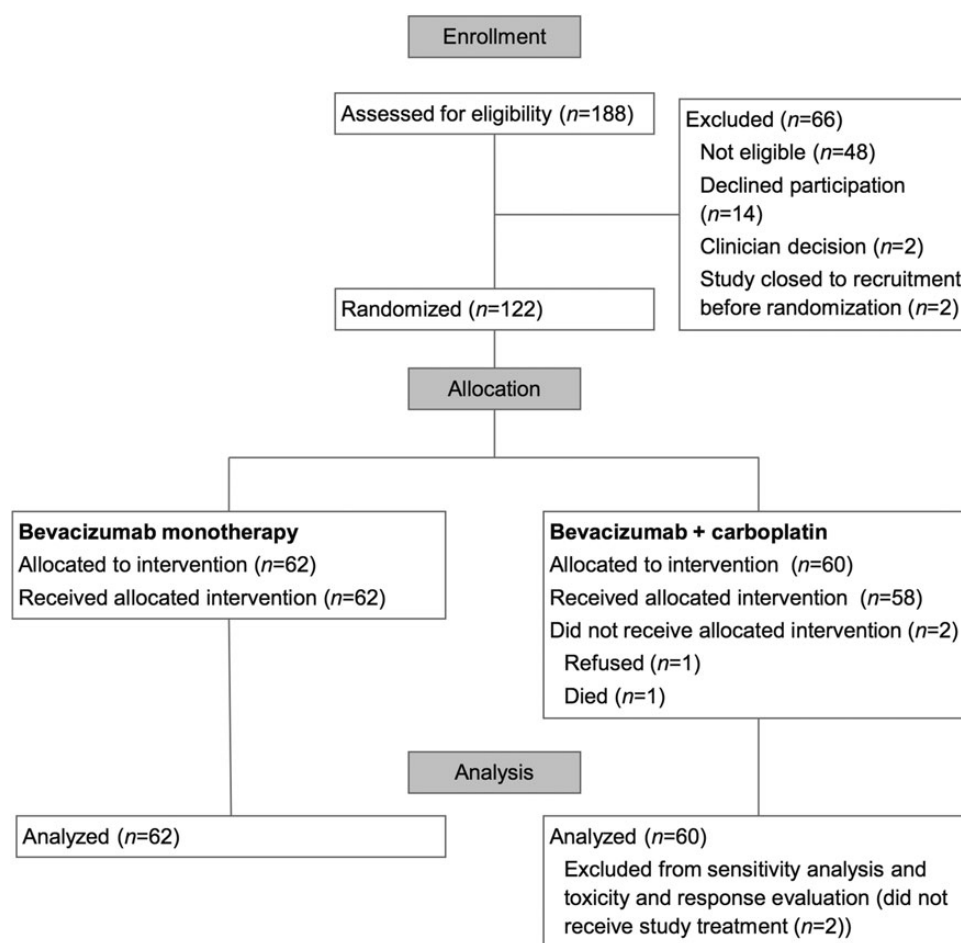 Enrollment
Assessed for eligibility (n=188)
Excluded (n=66)
Not eligible (n=48)
Declined participation
(n=14)
Clinician decision (n=2)
Study closed to recruitment
before randomization (n=2)
Randomized (n=122)
Allocation
Bevacizumab monotherapy
Allocated to intervention (n=62)
Received allocated intervention (n=62)
Bevacizumab + carboplatin
Allocated to intervention (n=60)
Received allocated intervention (n=58)
Did not receive allocated intervention (n=2)
Refused (n=1)
Died (n=1)
Analysis
Analyzed (n=62)
Analyzed (n=60)
Excluded from sensitivity analysis and
toxicity and response evaluation (did not
receive study treatment (n=2))